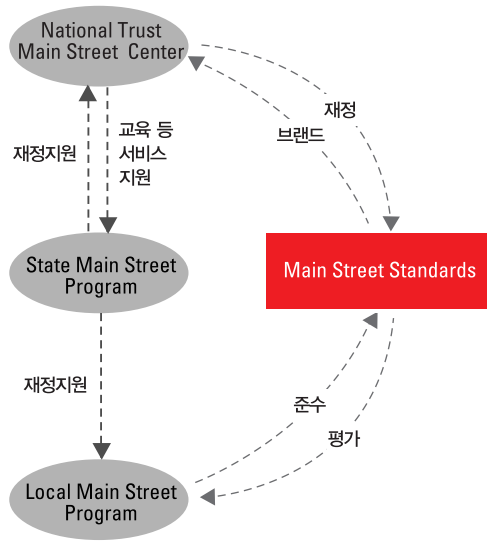 National Trust
Main Street Center
재정
브랜드
교육 등
서비스
지원
재정지원
State Main Street
Program
Main Street Standards
재정지원
준수
평가
Local Main Street
Program